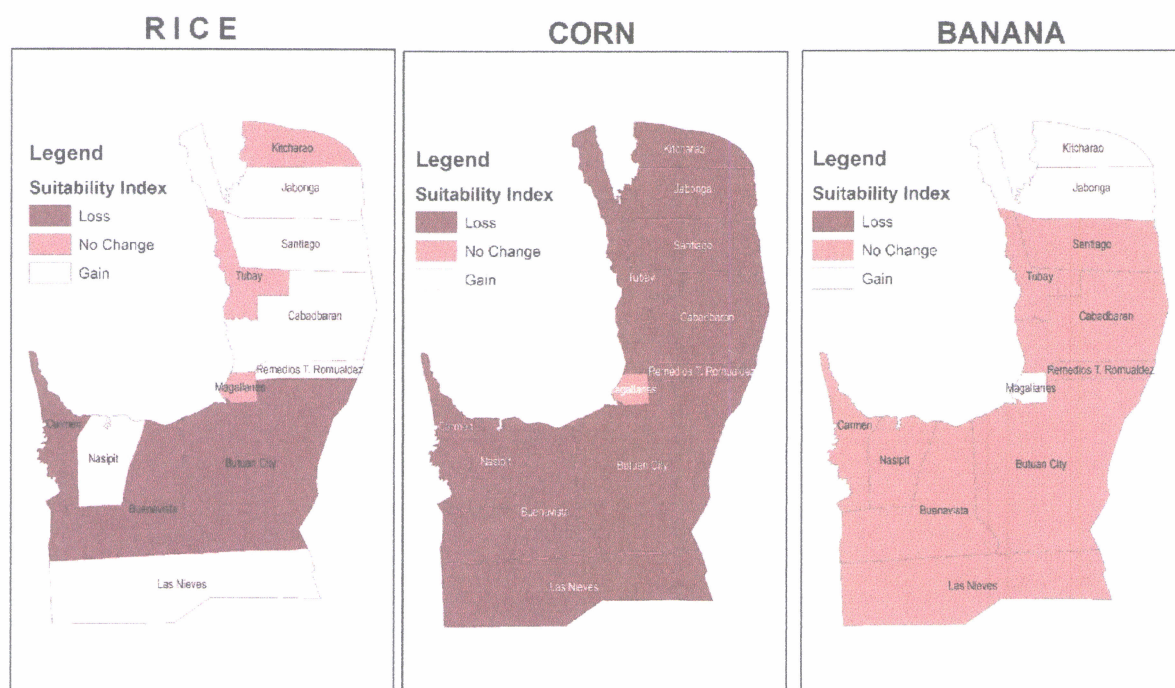 RICE
Legend
Suitability Index
Loss
No Change
Gain
Kitcharao
Jabonga
Santiago
Tubay
Cabadbaran
Remedios T. Romualdez
Magallanes
Carmen
Nasipit
Butuan City
Buenavista
Las Nieves
CORN
Legend
Suitability Index
Loss
No Change
Gain
Kitcharao
Jabonga
Santiago
Tubay
Cabadbaran
Remedios T. Romualdez
Magallanes
Carmen
Nasipit
Butuan City
Buenavista
Las Nieves
BANANA
Legend
Suitability Index
Loss
No Change
Gain
Kitcharao
Jabonga
Santiago
Tubay
Cabadbaran
Remedios T. Romualdez
Magallanes
Carmen
Nasipit
Butuan City
Buenavista
Las Nieves